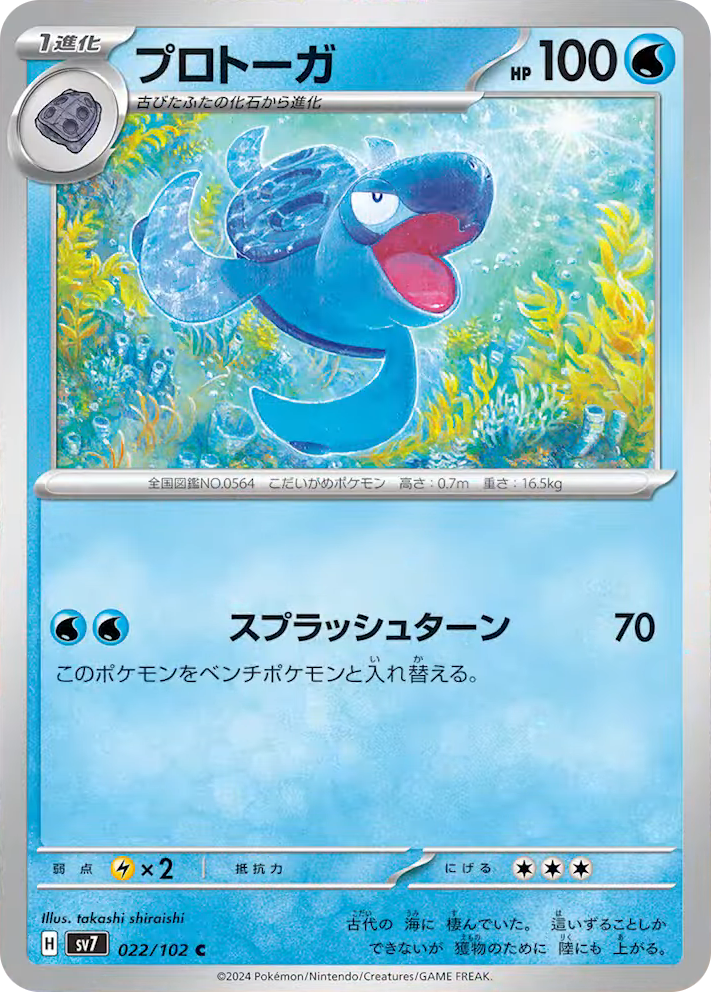 1進化
プロトーガ
HP 100
古びたふたの化石から進化
全国図鑑NO.0564 こだいがめポケモン 高さ:0.7m 重さ:16.5kg
スプラッシュターン 70
このポケモンをベンチポケモンと入れ替える。
弱点 ×2 抵抗力 にげる
Illus. takashi shiraishi
古代の 海に 棲んでいた。 這いずることしか
できないが 獲物のために 陸にも 上がる。
H sv7 022/102 C
©2024 Pokémon/Nintendo/Creatures/GAME FREAK.